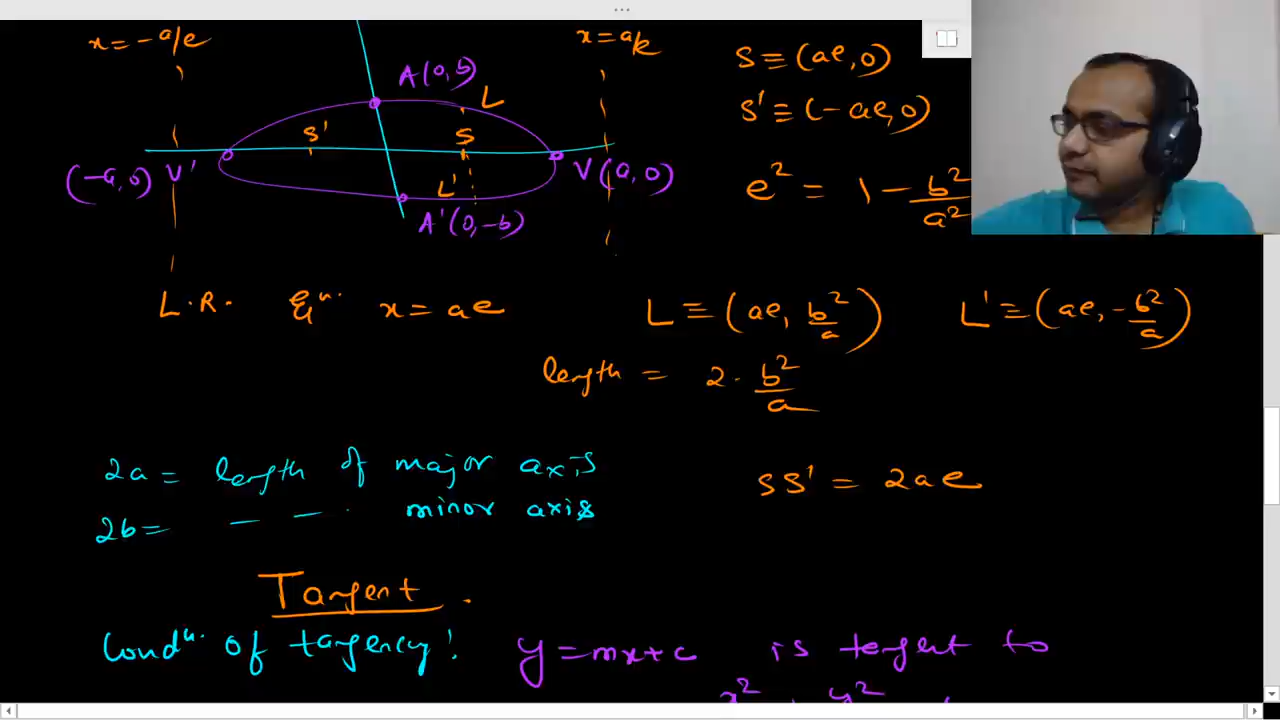 x = - a/e
x = a/e
S ≡ (ae, 0)
A(0, b)
L
S' ≡ (- ae, 0)
S'
S
(-a, 0) V'
V(a, 0)
e² = 1 - b²/a²
L'
A'(0, -b)
L.R. Eqⁿ. x = ae
L ≡ (ae, b²/a)
L' ≡ (ae, -b²/a)
length = 2 · b²/a
2a = length of major axis
SS' = 2ae
2b = — — · minor axis
Tangent .
Condⁿ. of tangency: y = mx + c is tangent to
x² y²